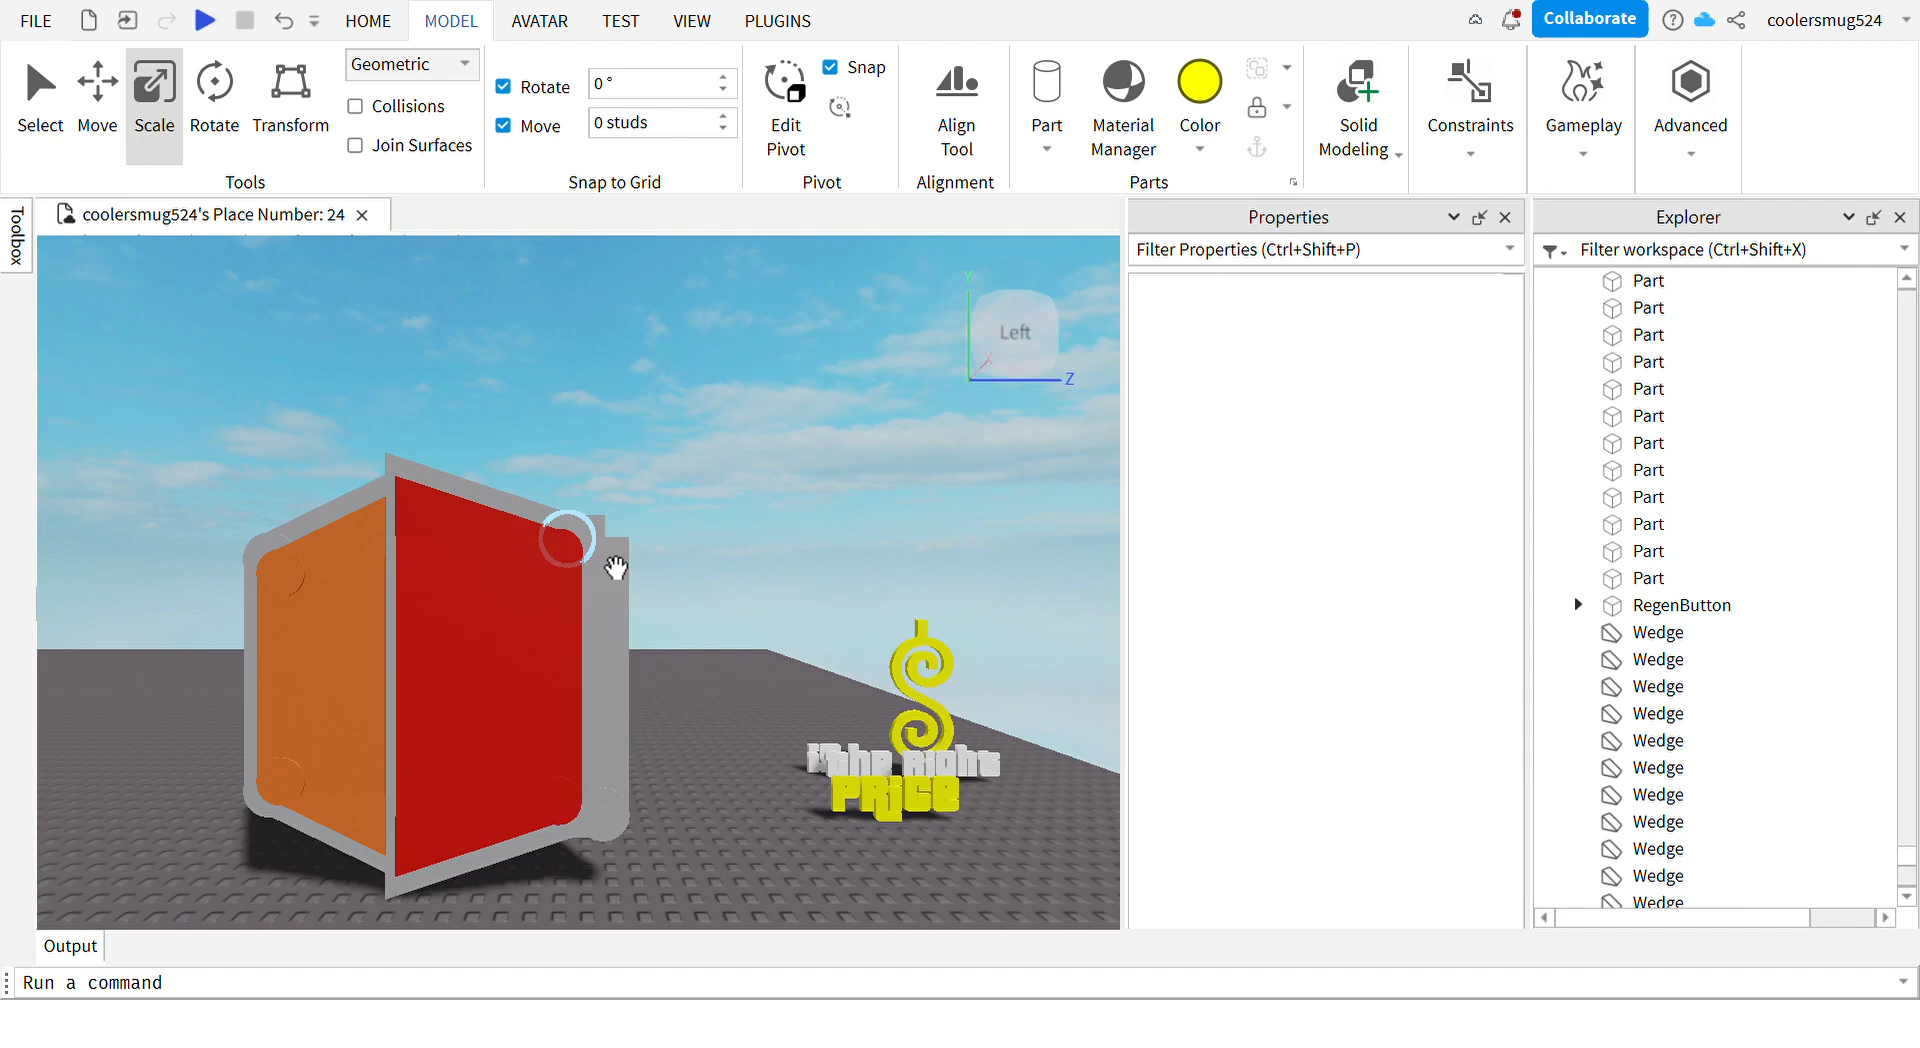 FILE HOME MODEL AVATAR TEST VIEW PLUGINS Collaborate coolersmug524
Select Move Scale Rotate Transform
Geometric
Collisions
Join Surfaces
Tools
Rotate 0 °
Move 0 studs
Snap to Grid
Edit
Pivot
Snap
Pivot
Align
Tool
Alignment
Part
Material
Manager
Color
Parts
Solid
Modeling
Constraints
Gameplay
Advanced
Toolbox
coolersmug524's Place Number: 24
Properties
Filter Properties (Ctrl+Shift+P)
Explorer
Filter workspace (Ctrl+Shift+X)
Part
Part
Part
Part
Part
Part
Part
Part
Part
Part
Part
Part
RegenButton
Wedge
Wedge
Wedge
Wedge
Wedge
Wedge
Wedge
Wedge
Wedge
Wedge
Wedge
Y
Left
X
Z
$
the Right
PRiCE
Output
Run a command